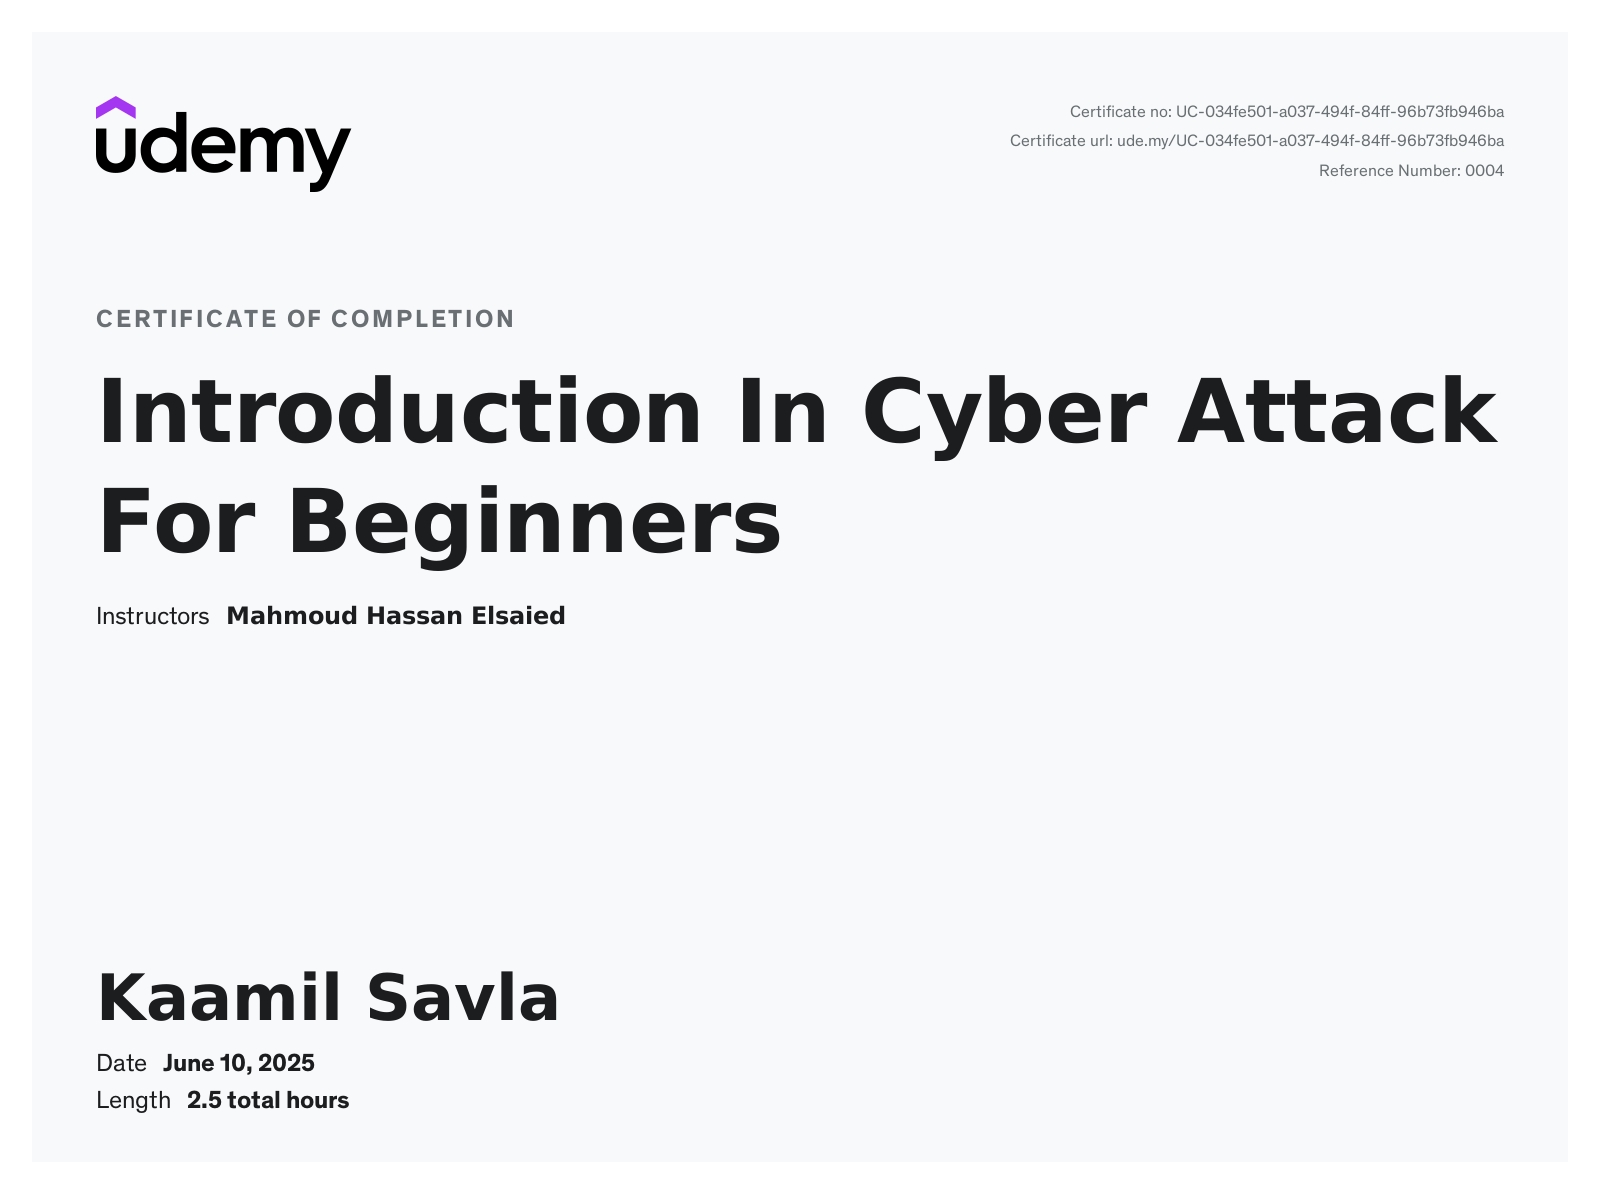 udemy
Certificate no: UC-034fe501-a037-494f-84ff-96b73fb946ba
Certificate url: ude.my/UC-034fe501-a037-494f-84ff-96b73fb946ba
Reference Number: 0004
CERTIFICATE OF COMPLETION
Introduction In Cyber Attack
For Beginners
Instructors Mahmoud Hassan Elsaied
Kaamil Savla
Date June 10, 2025
Length 2.5 total hours